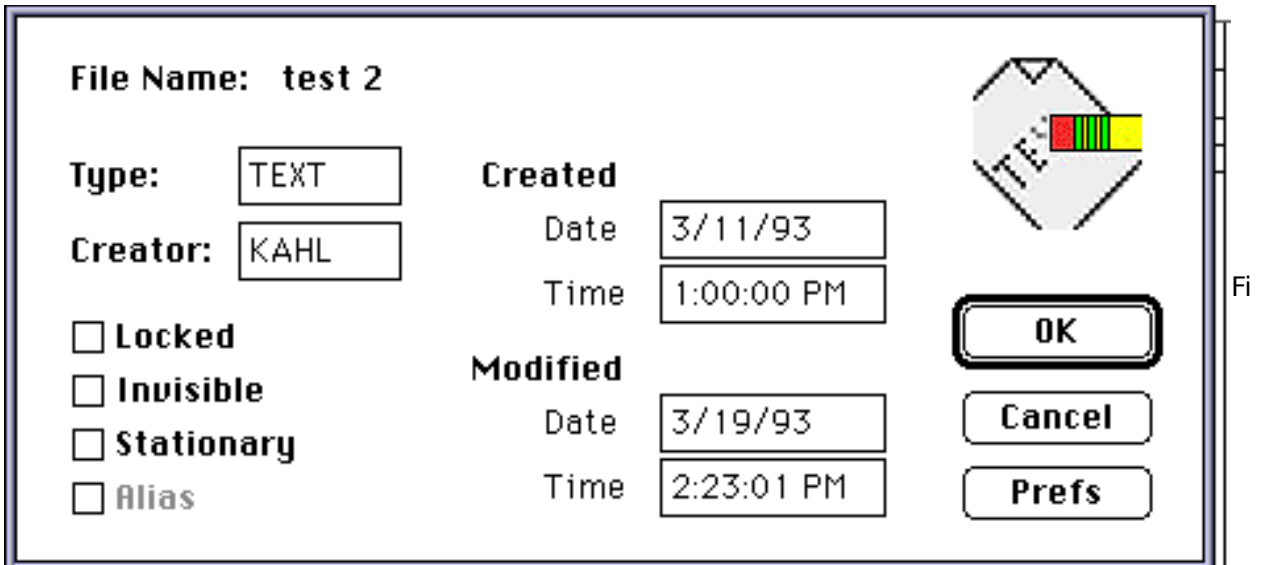 File Name: test 2
Type: TEXT
Creator: KAHL
Locked
Invisible
Stationary
Alias
Created
Date 3/11/93
Time 1:00:00 PM
Modified
Date 3/19/93
Time 2:23:01 PM
TE
OK
Cancel
Prefs
Fi